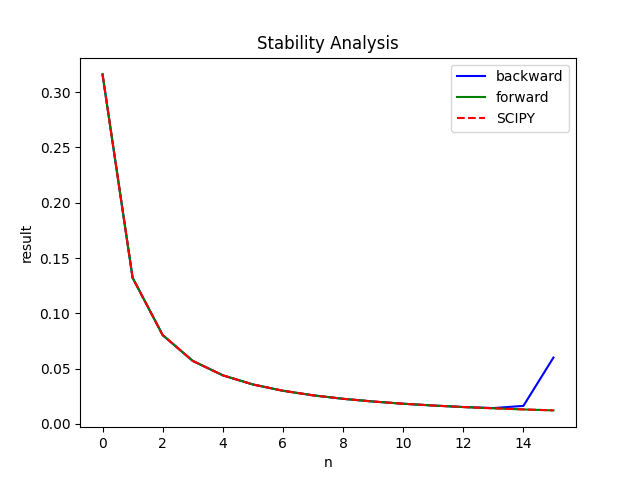 Stability Analysis
backward
forward
SCIPY
result
0.30
0.25
0.20
0.15
0.10
0.05
0.00
0 2 4 6 8 10 12 14
n